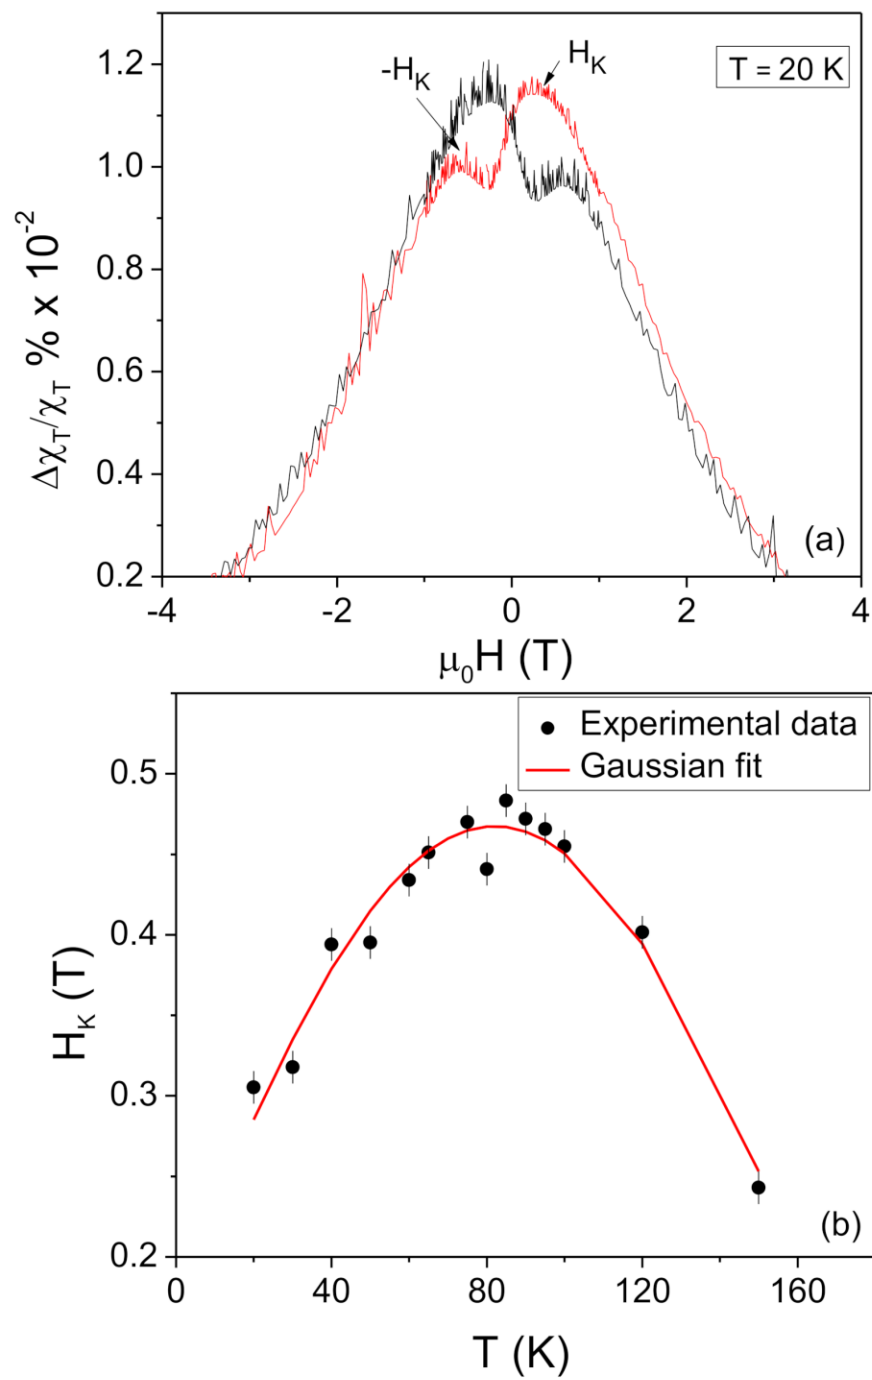 1.2
1.0
0.8
0.6
0.4
0.2
Δχ_T/χ_T % x 10^-2
-H_K
H_K
T = 20 K
(a)
-4 -2 0 2 4
μ_0H (T)
Experimental data
Gaussian fit
0.5
0.4
0.3
0.2
H_K (T)
(b)
0 40 80 120 160
T (K)